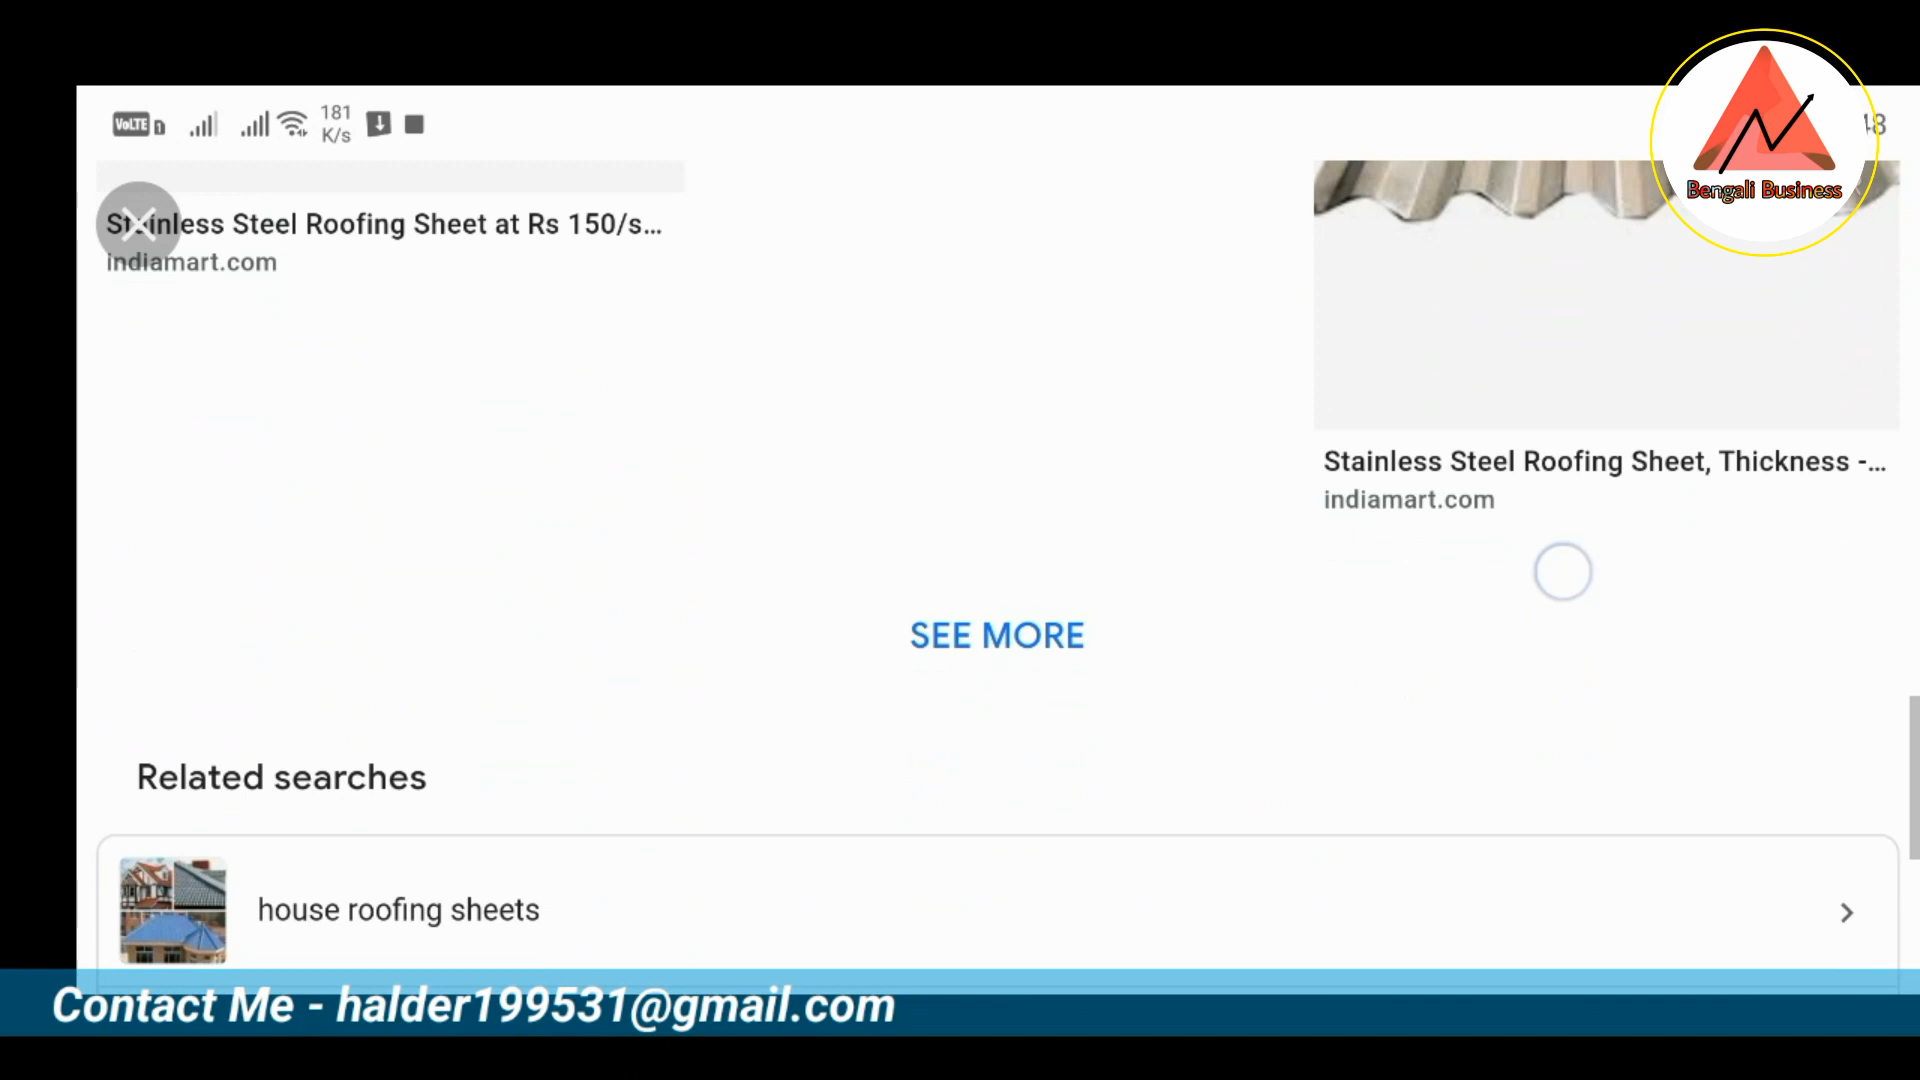 VoLTE
181
K/s
Bengali Business
Stainless Steel Roofing Sheet at Rs 150/s...
indiamart.com
Stainless Steel Roofing Sheet, Thickness -...
indiamart.com
SEE MORE
Related searches
house roofing sheets
Contact Me - halder199531@gmail.com